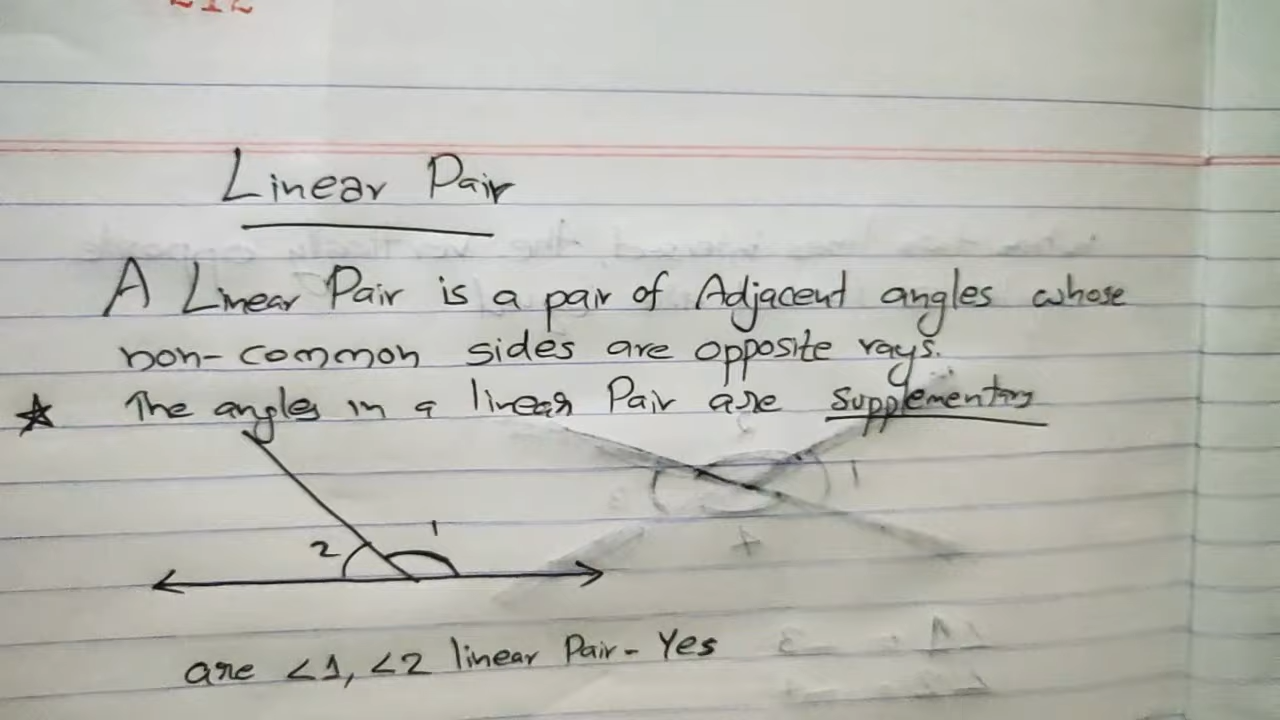 212
Linear Pair
A Linear Pair is a pair of Adjacent angles whose
non-common sides are opposite rays.
☆ The angles in a linear Pair are Supplementary
2 1
are <1, <2 linear Pair - Yes